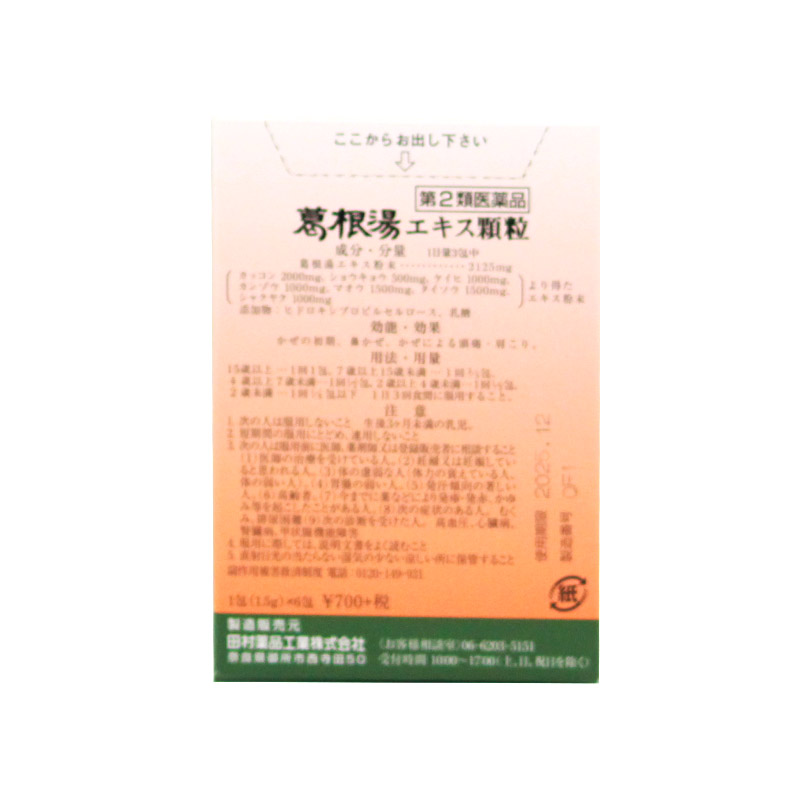 ここからお出し下さい
第2類医薬品
葛根湯エキス顆粒
成分・分量 1日量3包中
葛根湯エキス粉末‥‥‥‥‥‥2125mg
カッコン 2000mg, ショウキョウ 500mg, ケイヒ 1000mg,
カンゾウ 1000mg, マオウ 1500mg, タイソウ 1500mg,
シャクヤク 1000mg
より得た
エキス粉末
添加物:ヒドロキシプロピルセルロース、乳糖
効能・効果
かぜの初期、鼻かぜ、かぜによる頭痛・肩こり。
用法・用量
15歳以上 — 1回1包、7歳以上15歳未満 — 1回
4歳以上7歳未満 — 1回 2歳以上4歳未満 — 1回
2歳未満 — 1回 以下 1日3回食間に服用すること。
注意
1. 次の人は服用しないこと 生後3ヶ月未満の乳児。
2. 短期間の服用にとどめ、連用しないこと
3. 次の人は服用前に医師、薬剤師又は登録販売者に相談すること
(1)医師の治療を受けている人。(2)妊婦又は妊娠してい
ると思われる人。(3)体の虚弱な人(体力の衰えている人、
体の弱い人)。(4)胃腸の弱い人。(5)発汗傾向の著しい
人。(6)高齢者。(7)今までに薬などにより発疹・発赤、かゆ
み等を起こしたことがある人。(8)次の症状のある人。むく
み、排尿困難(9)次の診断を受けた人。高血圧、心臓病、
腎臓病、甲状腺機能障害
4. 服用に際しては、説明文書をよく読むこと
5. 直射日光の当たらない湿気の少ない涼しい所に保管すること
副作用被害救済制度 電話 0120-149-931
1包(1.5g)×6包 ¥700+税
製造販売元
田村薬品工業株式会社
奈良県御所市西寺田50
(お客様相談室)06-6203-5151
受付時間 10:00~17:00(土,日,祝日を除く)
使用期限 2025.12
製造番号 QF1
紙